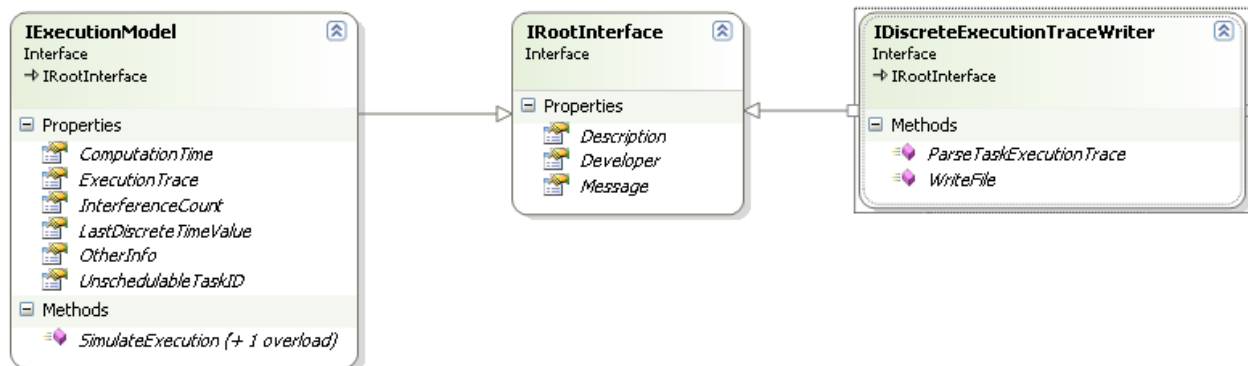 IExecutionModel
Interface
IRootInterface
Properties
ComputationTime
ExecutionTrace
InterferenceCount
LastDiscreteTimeValue
OtherInfo
UnschedulableTaskID
Methods
SimulateExecution (+ 1 overload)
IRootInterface
Interface
Properties
Description
Developer
Message
IDiscreteExecutionTraceWriter
Interface
IRootInterface
Methods
ParseTaskExecutionTrace
WriteFile